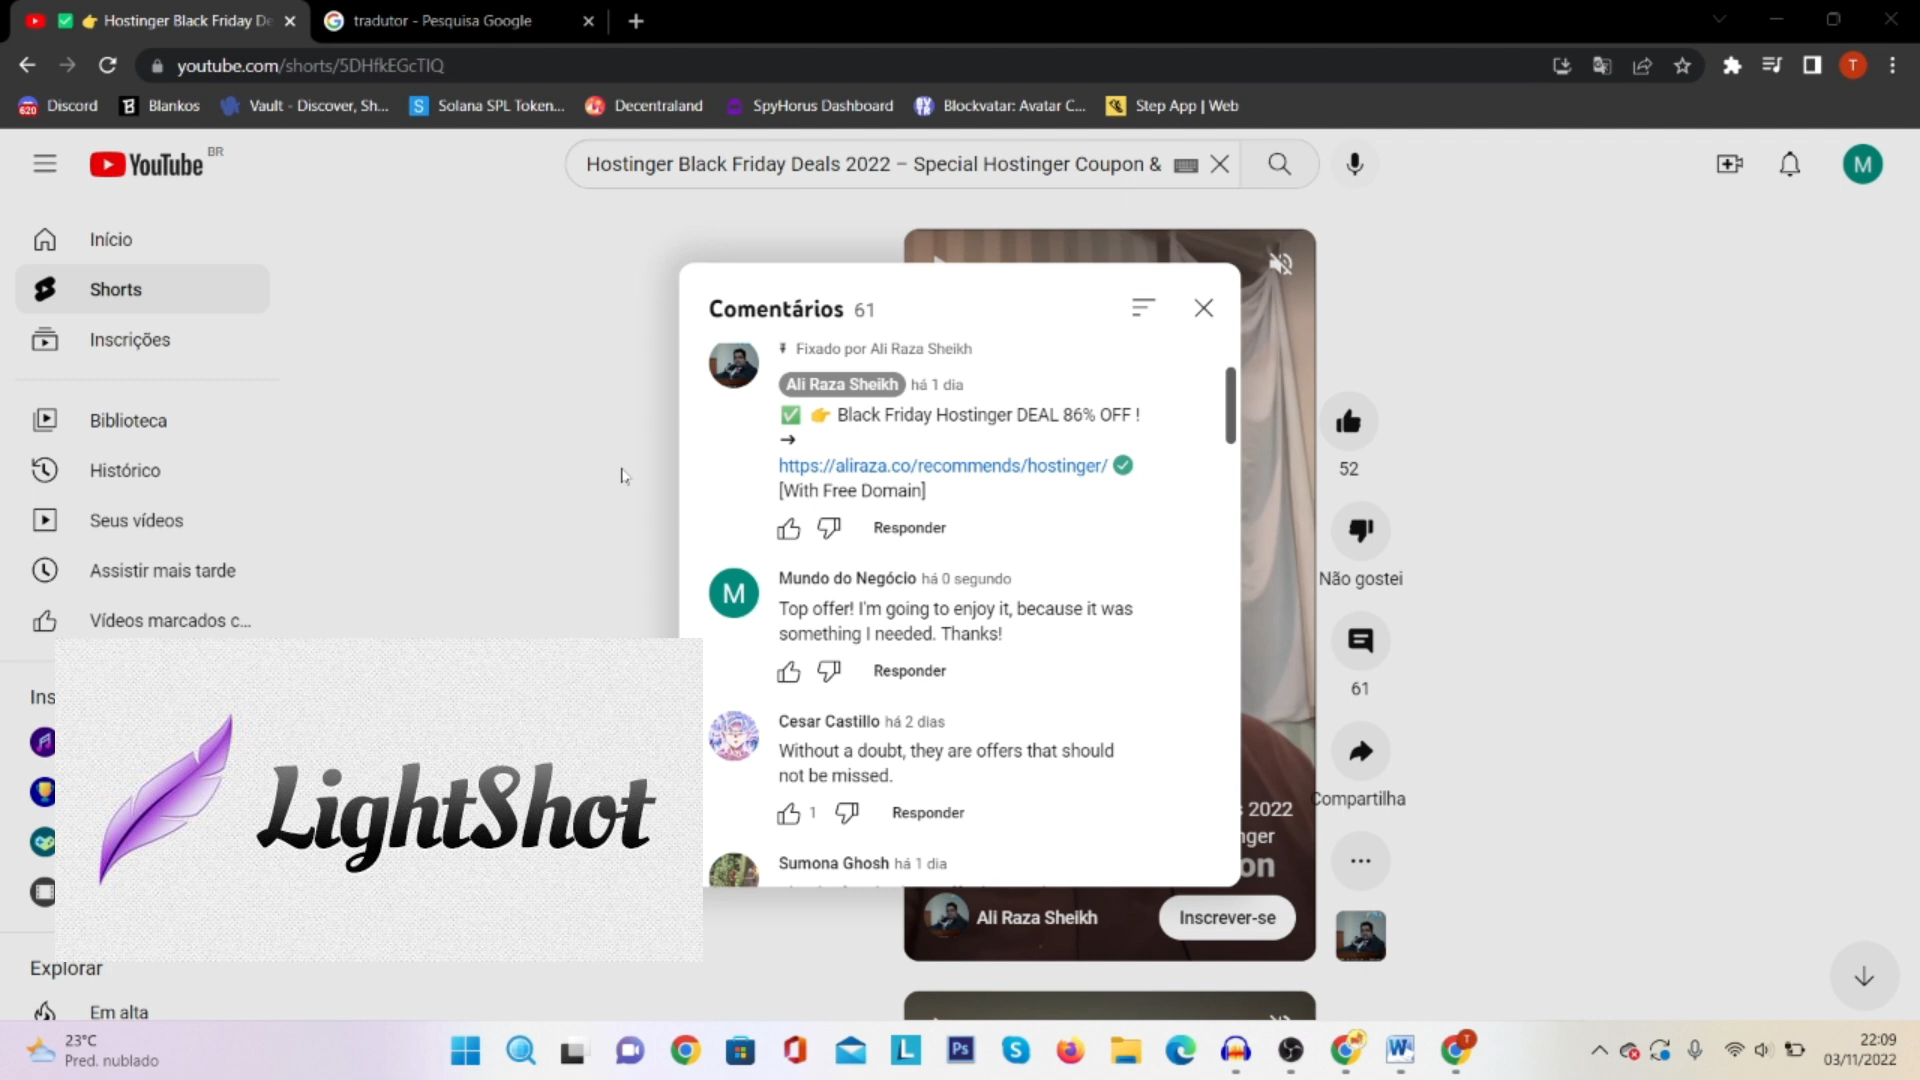 Hostinger Black Friday De
tradutor - Pesquisa Google
youtube.com/shorts/5DHfkEGcTIQ
T
620
Discord
Blankos
Vault - Discover, Sh...
Solana SPL Token...
Decentraland
SpyHorus Dashboard
Blockvatar: Avatar C...
Step App | Web
YouTube BR
Hostinger Black Friday Deals 2022 – Special Hostinger Coupon &
M
Início
Shorts
Inscrições
Biblioteca
Histórico
Seus vídeos
Assistir mais tarde
Vídeos marcados c...
Ins
Explorar
Em alta
LightShot
Comentários 61
Fixado por Ali Raza Sheikh
Ali Raza Sheikh há 1 dia
✅ 👉 Black Friday Hostinger DEAL 86% OFF !
➔
https://aliraza.co/recommends/hostinger/
[With Free Domain]
Responder
M
Mundo do Negócio há 0 segundo
Top offer! I'm going to enjoy it, because it was
something I needed. Thanks!
Responder
Cesar Castillo há 2 dias
Without a doubt, they are offers that should
not be missed.
1
Responder
Sumona Ghosh há 1 dia
2022
nger
on
Ali Raza Sheikh
Inscrever-se
52
Não gostei
61
Compartilha
23°C
Pred. nublado
L
Ps
S
W
T
22:09
03/11/2022